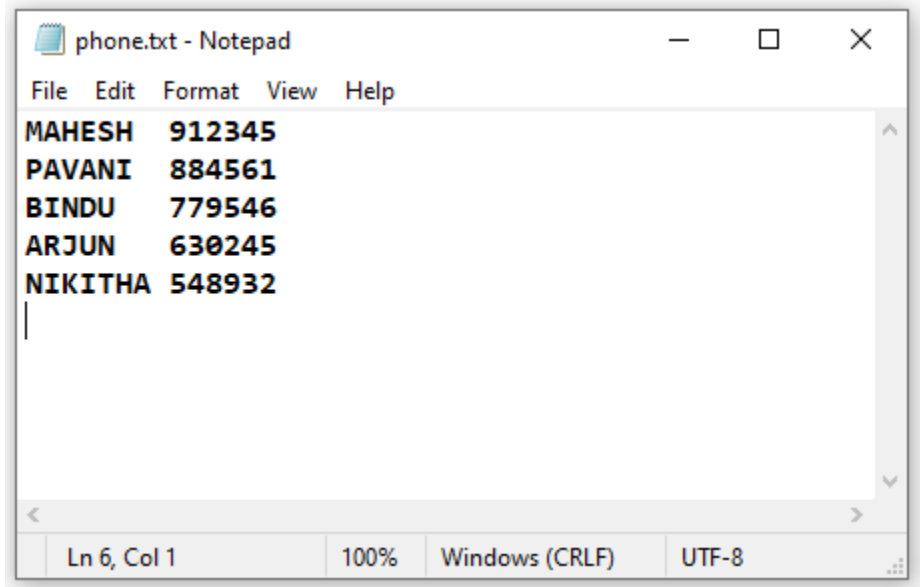 phone.txt - Notepad
File Edit Format View Help
MAHESH  912345
PAVANI  884561
BINDU   779546
ARJUN   630245
NIKITHA 548932
Ln 6, Col 1 100% Windows (CRLF) UTF-8